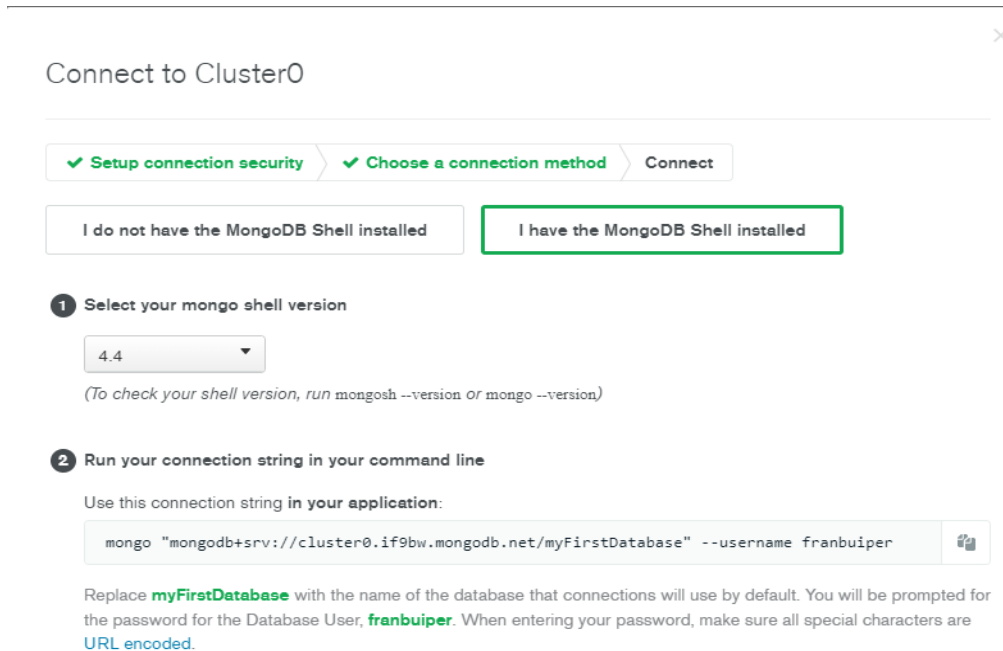 Connect to Cluster0
Setup connection security
Choose a connection method
Connect
I do not have the MongoDB Shell installed
I have the MongoDB Shell installed
1 Select your mongo shell version
4.4
(To check your shell version, run mongosh --version or mongo --version)
2 Run your connection string in your command line
Use this connection string in your application:
mongo "mongodb+srv://cluster0.if9bw.mongodb.net/myFirstDatabase" --username franbuiper
Replace myFirstDatabase with the name of the database that connections will use by default. You will be prompted for
the password for the Database User, franbuiper. When entering your password, make sure all special characters are
URL encoded.